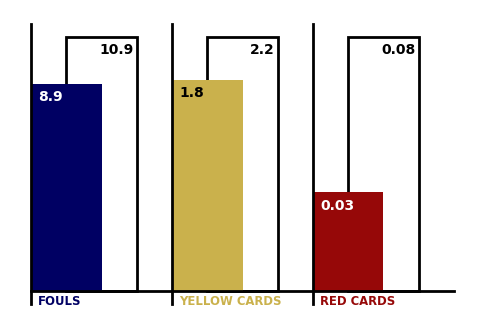 10.9
2.2
0.08
8.9
1.8
0.03
FOULS
YELLOW CARDS
RED CARDS